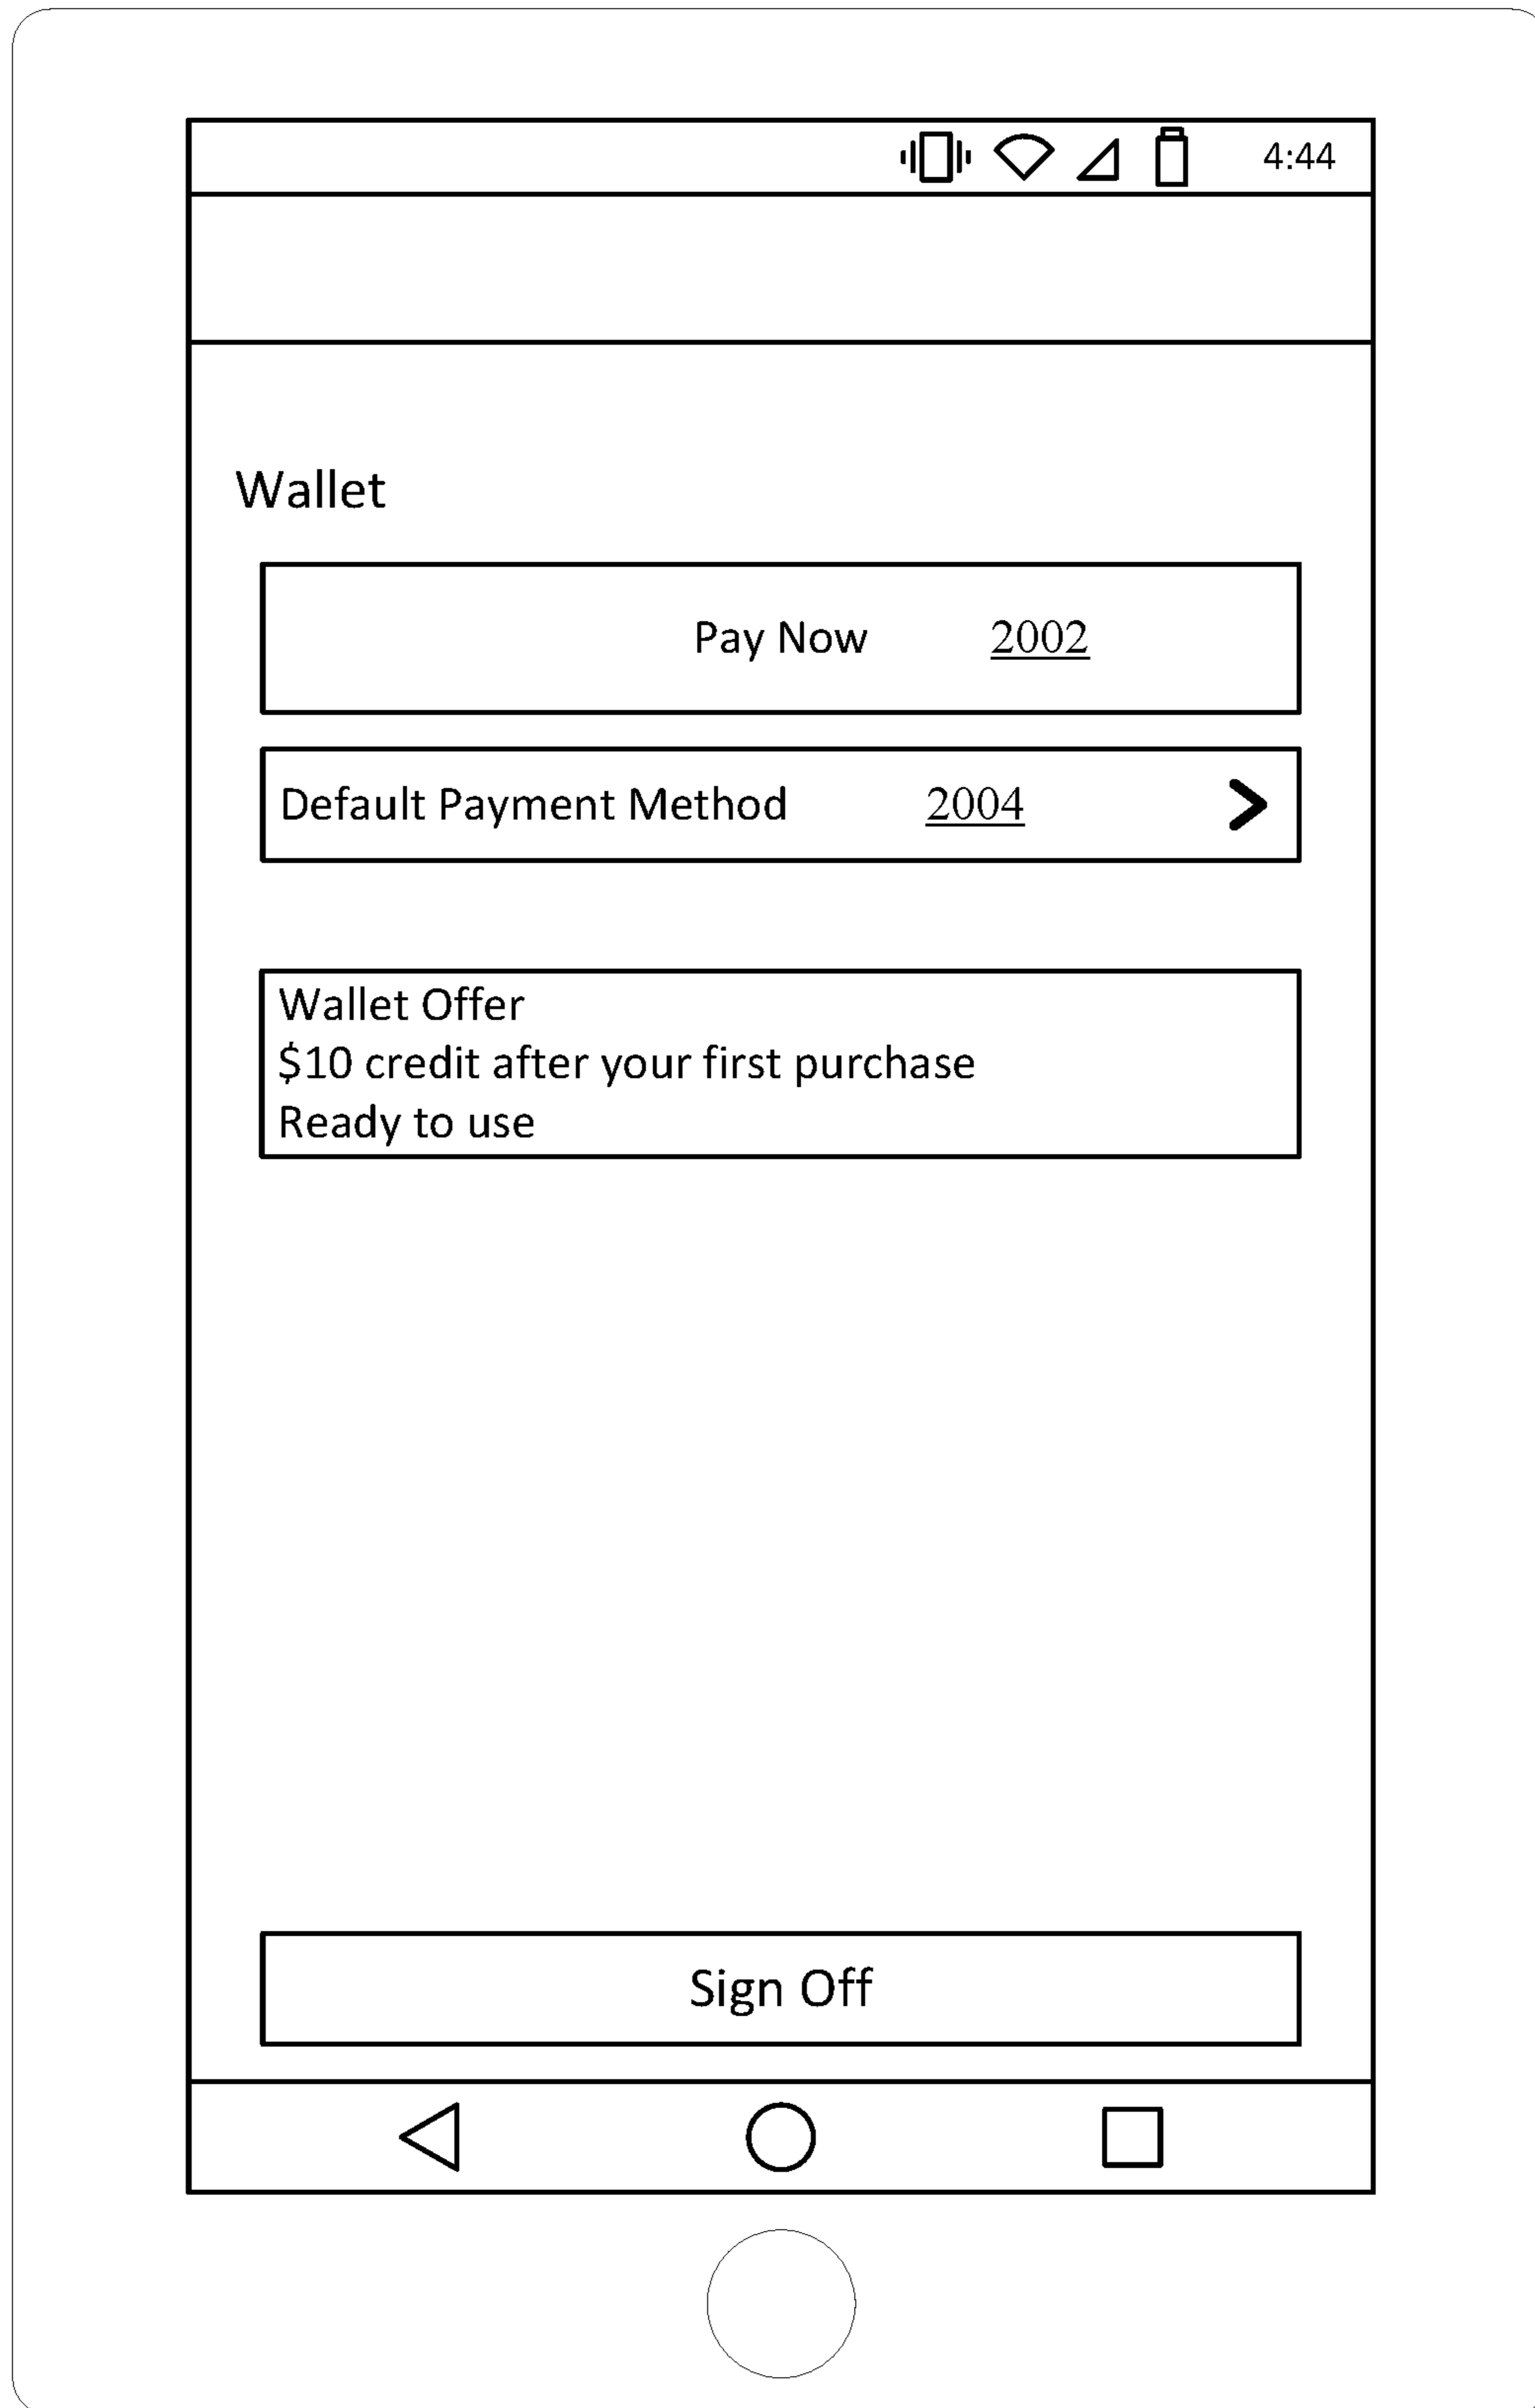 4:44
Wallet
Pay Now 2002
Default Payment Method 2004 >
Wallet Offer
$10 credit after your first purchase
Ready to use
Sign Off